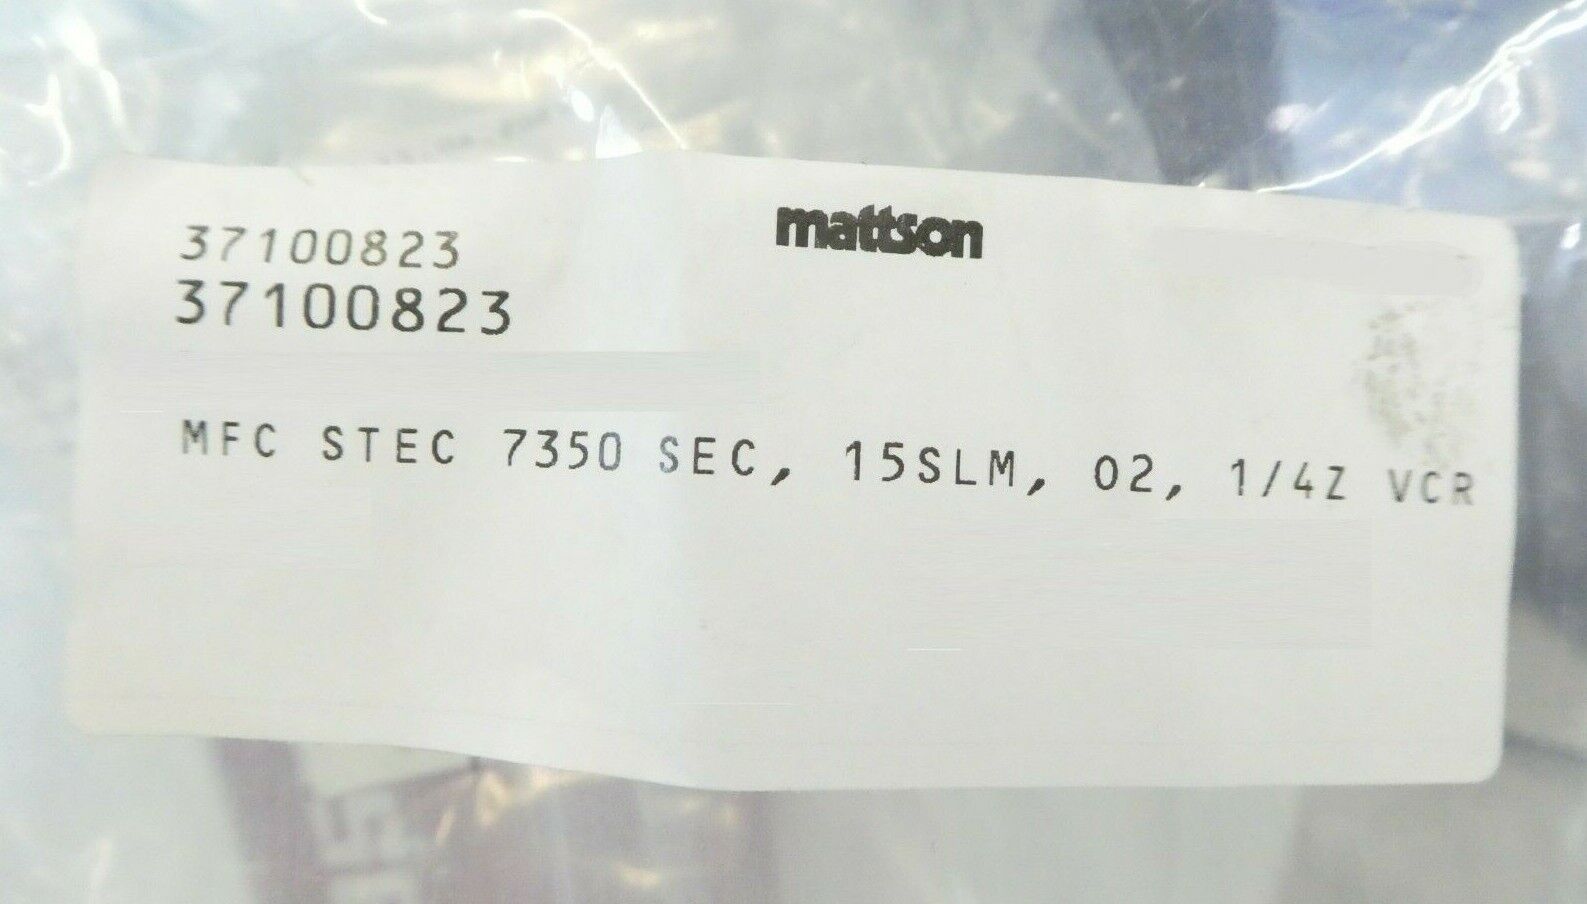 37100823
mattson
37100823
MFC STEC 7350 SEC, 15SLM, O2, 1/4Z VCR